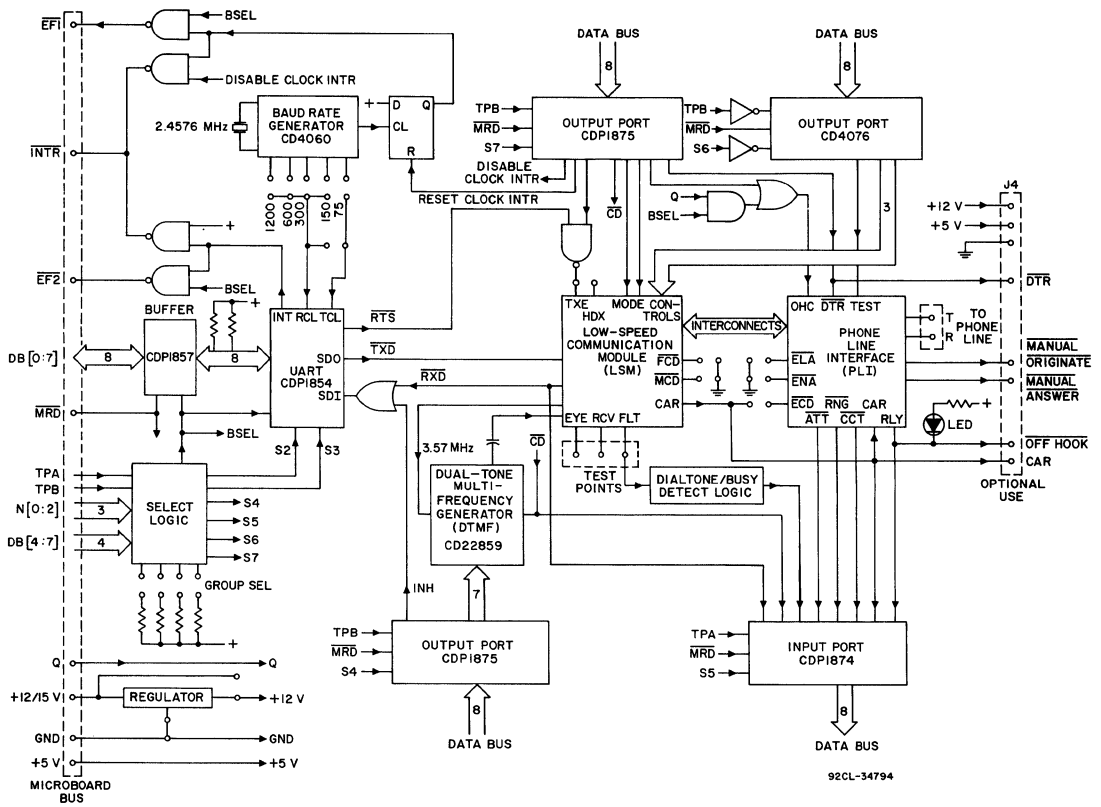 EF1
BSEL
DISABLE CLOCK INTR
INTR
2.4576 MHz
BAUD RATE
GENERATOR
CD4060
D
Q
CL
R
+
RESET CLOCK INTR
1200
600
300
150
75
+
EF2
BSEL
BUFFER
+
DB [0:7]
8
CDP1857
8
INT RCL TCL
UART
CDP1854
SDO
SDI
RTS
TXD
RXD
MRD
BSEL
S2
S3
TPA
TPB
N [0:2]
3
DB [4:7]
4
SELECT
LOGIC
S4
S5
S6
S7
GROUP SEL
+
Q
Q
+12/15 V
REGULATOR
+12 V
GND
GND
+5 V
+5 V
MICROBOARD
BUS
DATA BUS
8
TPB
MRD
S7
OUTPUT PORT
CDP1875
DISABLE
CLOCK INTR
CD
Q
BSEL
DATA BUS
8
TPB
MRD
S6
OUTPUT PORT
CD4076
3
TXE
HDX
MODE CON-
TROLS
LOW-SPEED
COMMUNICATION
MODULE
(LSM)
FCD
MCD
CAR
EYE RCV FLT
TEST
POINTS
INTERCONNECTS
OHC DTR TEST
PHONE
LINE
INTERFACE
(PLI)
ELA
ENA
ECD RNG CAR
ATT CCT RLY
J4
+12 V
+5 V
DTR
T
R
TO
PHONE
LINE
MANUAL
ORIGINATE
MANUAL
ANSWER
+
LED
OFF HOOK
CAR
OPTIONAL
USE
3.57 MHz
CD
DUAL-TONE
MULTI-
FREQUENCY
GENERATOR
(DTMF)
CD22859
DIALTONE/BUSY
DETECT LOGIC
INH
7
TPB
MRD
S4
OUTPUT PORT
CDP1875
8
DATA BUS
TPA
MRD
S5
INPUT PORT
CDP1874
8
DATA BUS
92CL-34794